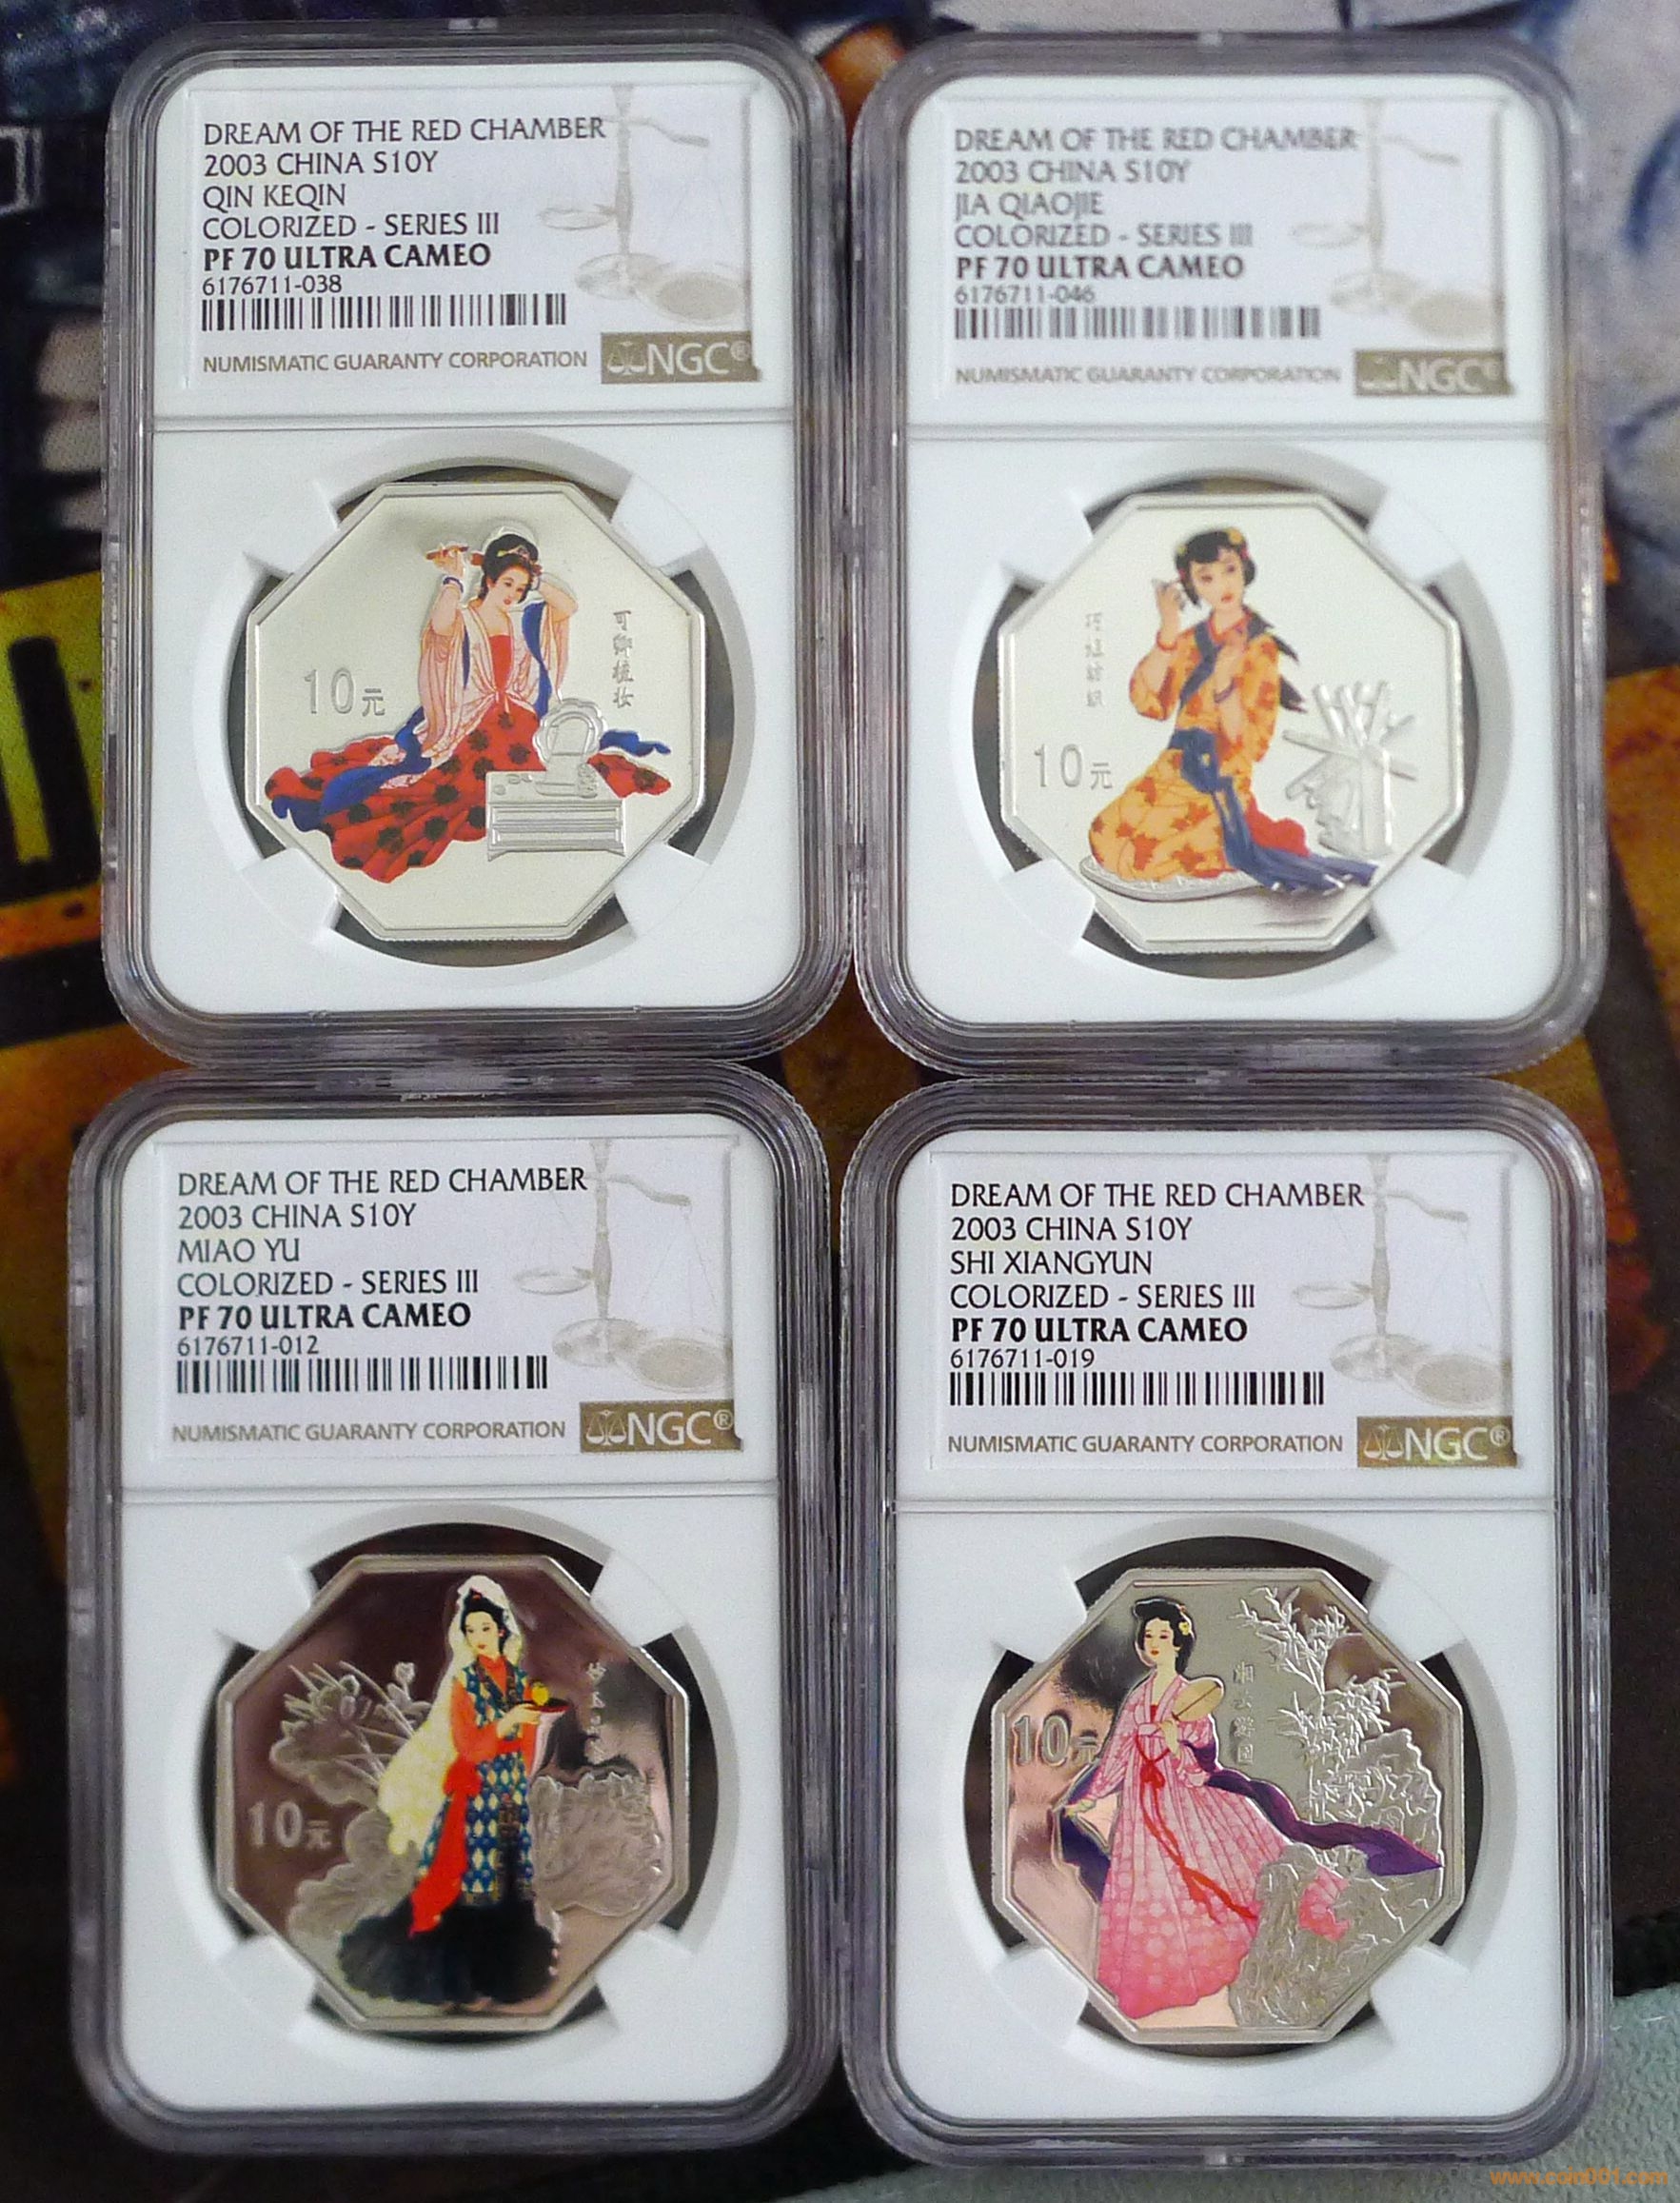 DREAM OF THE RED CHAMBER
2003 CHINA S10Y
QIN KEQIN
COLORIZED - SERIES III
PF 70 ULTRA CAMEO
6176711-038
NUMISMATIC GUARANTY CORPORATION
NGC®
可卿梳妆
10元
DREAM OF THE RED CHAMBER
2003 CHINA S10Y
JIA QIAOJIE
COLORIZED - SERIES III
PF 70 ULTRA CAMEO
6176711-046
NUMISMATIC GUARANTY CORPORATION
NGC®
巧姐纺织
10元
DREAM OF THE RED CHAMBER
2003 CHINA S10Y
MIAO YU
COLORIZED - SERIES III
PF 70 ULTRA CAMEO
6176711-012
NUMISMATIC GUARANTY CORPORATION
NGC®
10元
DREAM OF THE RED CHAMBER
2003 CHINA S10Y
SHI XIANGYUN
COLORIZED - SERIES III
PF 70 ULTRA CAMEO
6176711-019
NUMISMATIC GUARANTY CORPORATION
NGC®
10元
www.coin001.com